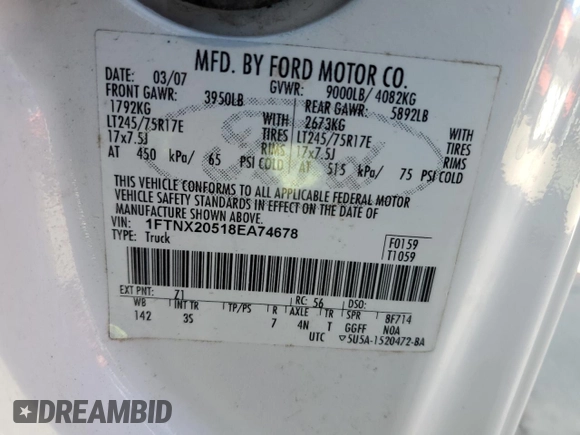 MFD. BY FORD MOTOR CO.
DATE: 03/07 GVWR: 9000LB/ 4082KG
FRONT GAWR: 3950LB REAR GAWR: 5892LB
1792KG WITH 2673KG WITH
LT245/75R17E TIRES LT245/75R17E TIRES
17x7.5J RIMS 17x7.5J RIMS
AT 450 kPa/ 65 PSI COLD AT 515 kPa/ 75 PSI COLD
THIS VEHICLE CONFORMS TO ALL APPLICABLE FEDERAL MOTOR
VEHICLE SAFETY STANDARDS IN EFFECT ON THE DATE OF
MANUFACTURE SHOWN ABOVE.
VIN: 1FTNX20518EA74678 F0159
TYPE: Truck T1059
EXT PNT: Z1 RC: 56 DSO:
WB INT TR TP/PS R AXLE TR SPR BF714
142 3S 7 4N T GGFF N0A
UTC ▽5U5A-1520472-BA
DREAMBID